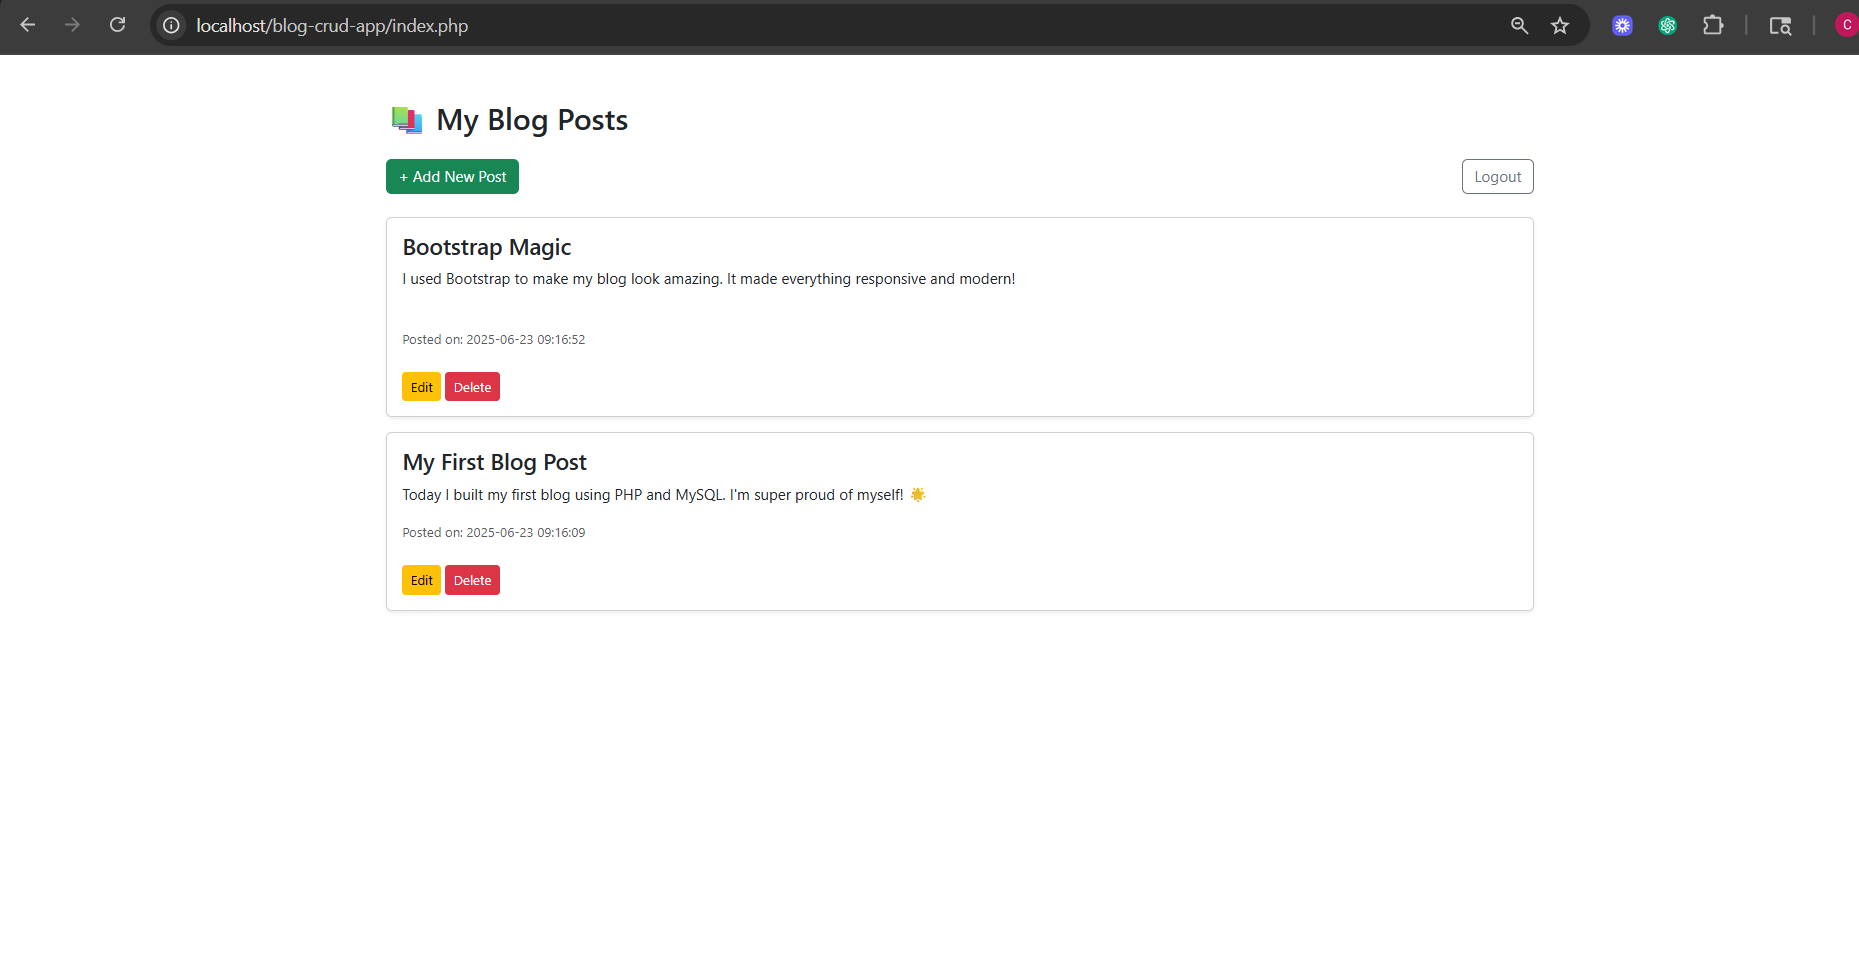 localhost/blog-crud-app/index.php
C
📚 My Blog Posts
+ Add New Post
Logout
Bootstrap Magic
I used Bootstrap to make my blog look amazing. It made everything responsive and modern!
Posted on: 2025-06-23 09:16:52
Edit Delete
My First Blog Post
Today I built my first blog using PHP and MySQL. I'm super proud of myself! 🌟
Posted on: 2025-06-23 09:16:09
Edit Delete